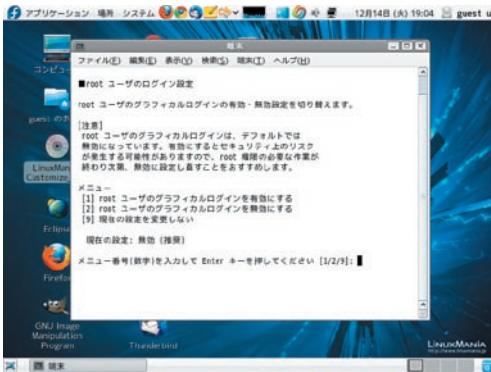 アプリケーション 場所 システム 12月14日 (火) 19:04 guest u
端末
ファイル(F) 編集(E) 表示(V) 検索(S) 端末(T) ヘルプ(H)
■root ユーザのログイン設定
root ユーザのグラフィカルログインの有効・無効設定を切り替えます。
[注意]
root ユーザのグラフィカルログインは、デフォルトでは
無効になっています。有効にするとセキュリティ上のリスク
が発生する可能性がありますので、root 権限の必要な作業が
終わり次第、無効に設定し直すことをおすすめします。
メニュー
[1] root ユーザのグラフィカルログインを有効にする
[2] root ユーザのグラフィカルログインを無効にする
[9] 現在の設定を変更しない
現在の設定: 無効 (推奨)
メニュー番号(数字)を入力して Enter キーを押してください [1/2/9]:
コンピュ
guest の
LinuxMan
Customize_
Eclips
Firefo
GNU Image
Manipulation
Program
Thunderbird
LINUXMANIA
端末